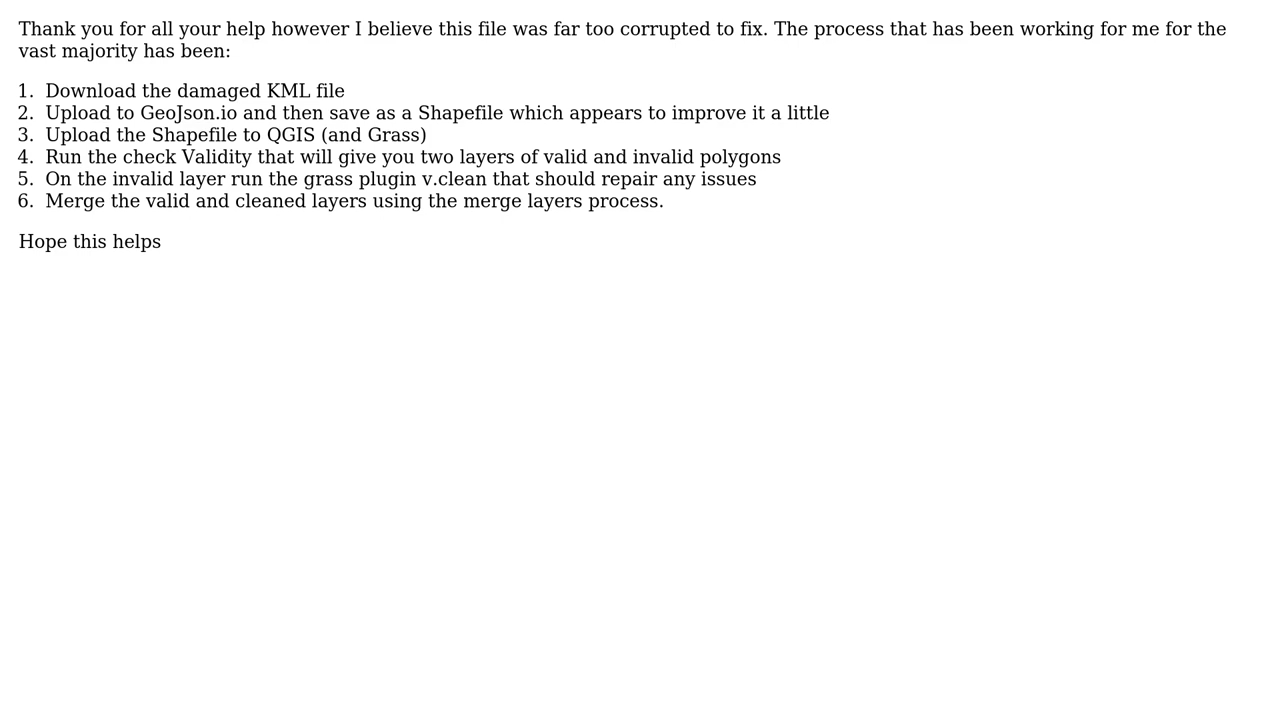 Thank you for all your help however I believe this file was far too corrupted to fix. The process that has been working for me for the
vast majority has been:
1. Download the damaged KML file
2. Upload to GeoJson.io and then save as a Shapefile which appears to improve it a little
3. Upload the Shapefile to QGIS (and Grass)
4. Run the check Validity that will give you two layers of valid and invalid polygons
5. On the invalid layer run the grass plugin v.clean that should repair any issues
6. Merge the valid and cleaned layers using the merge layers process.
Hope this helps